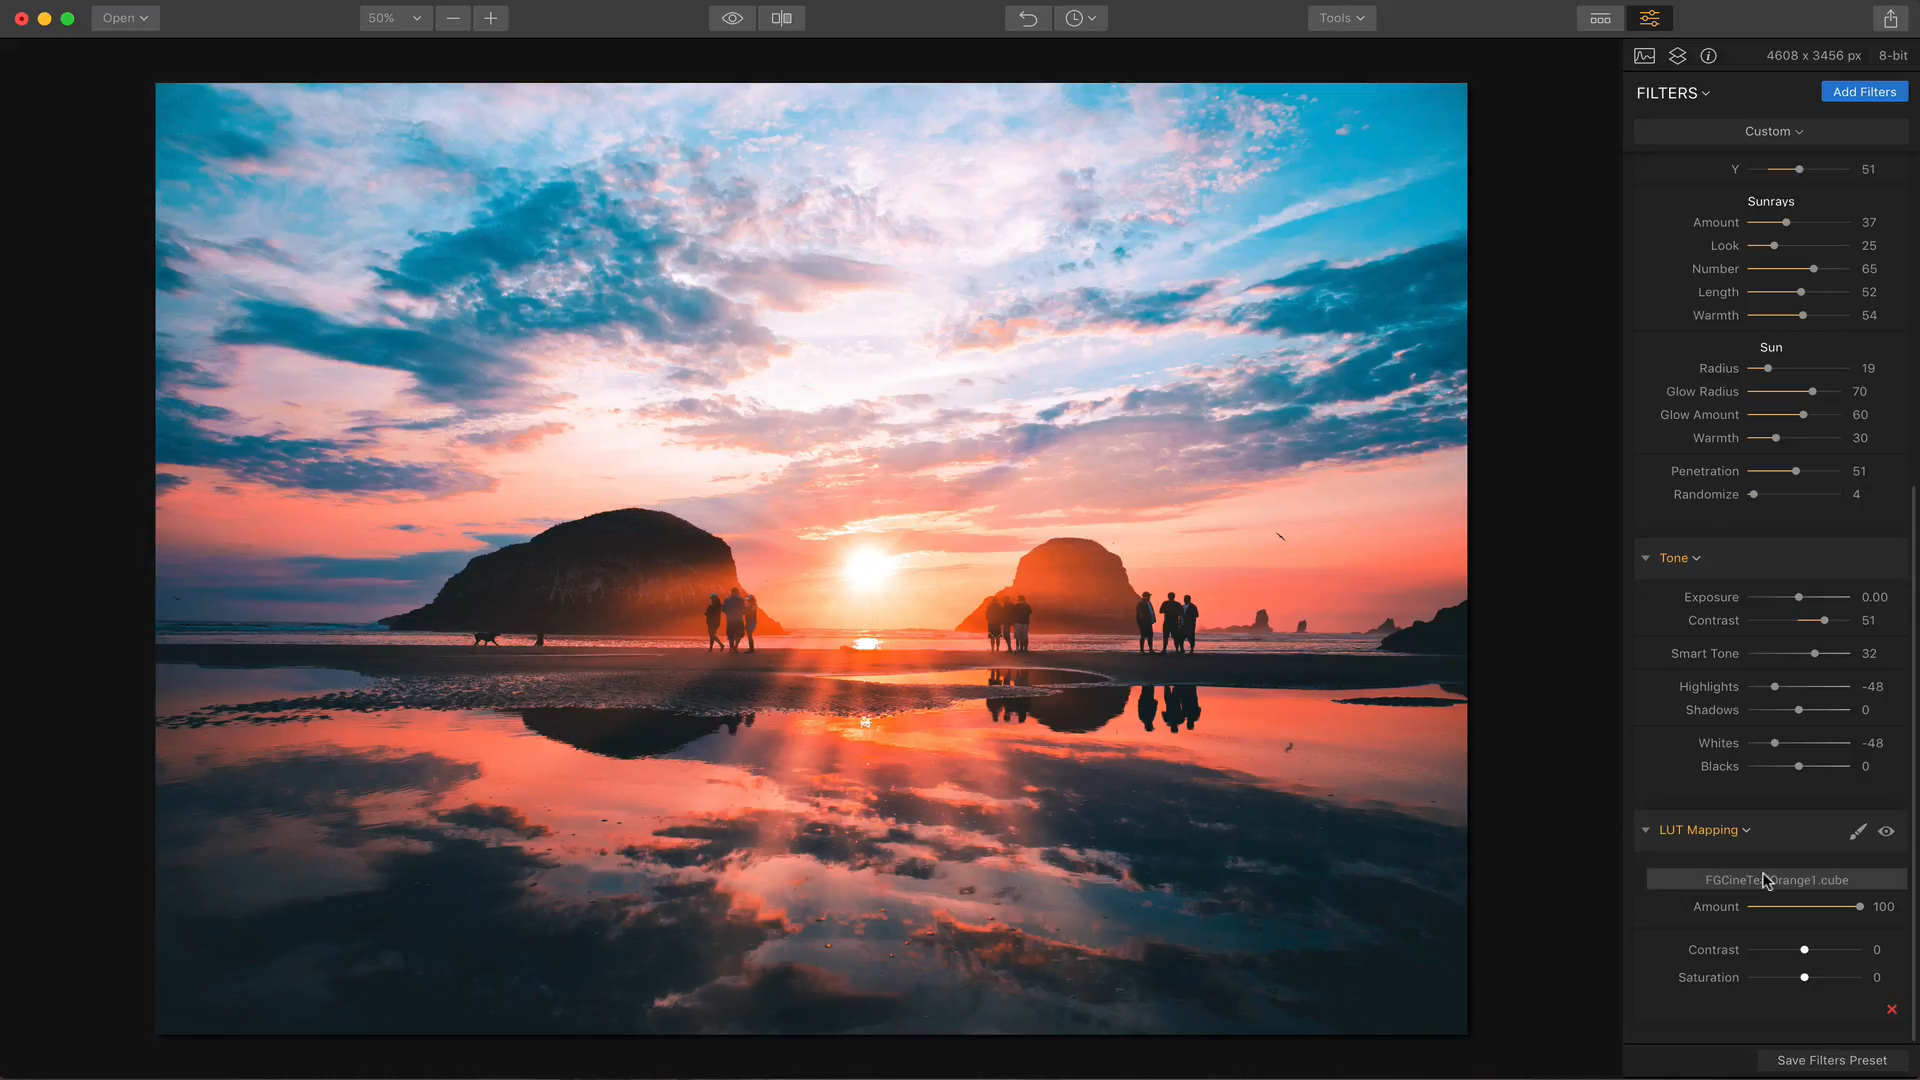 Open
50%
Tools
4608 x 3456 px
8-bit
FILTERS
Add Filters
Custom
Y 51
Sunrays
Amount 37
Look 25
Number 65
Length 52
Warmth 54
Sun
Radius 19
Glow Radius 70
Glow Amount 60
Warmth 30
Penetration 51
Randomize 4
Tone
Exposure 0.00
Contrast 51
Smart Tone 32
Highlights -48
Shadows 0
Whites -48
Blacks 0
LUT Mapping
Amount 100
Contrast 0
Saturation 0
Save Filters Preset